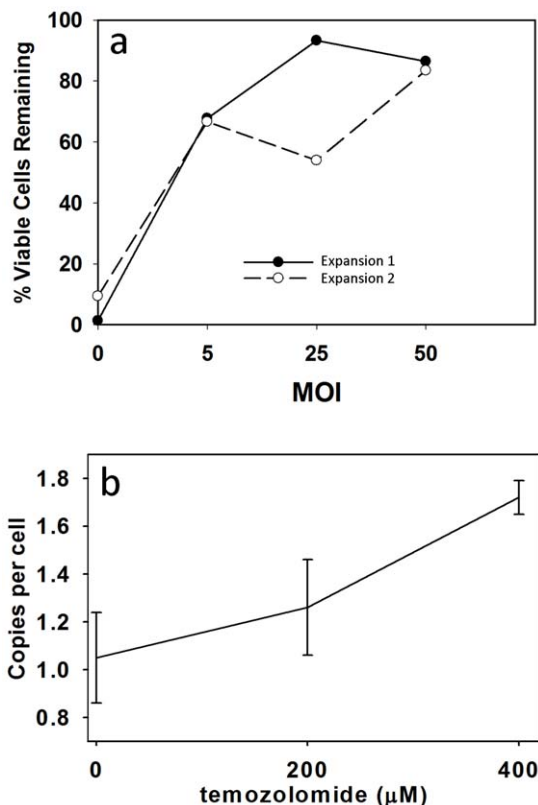 a
100
80
60
40
20
0
% Viable Cells Remaining
Expansion 1
Expansion 2
0 5 25 50
MOI
b
1.8
1.6
1.4
1.2
1.0
0.8
Copies per cell
0 200 400
temozolomide (μM)